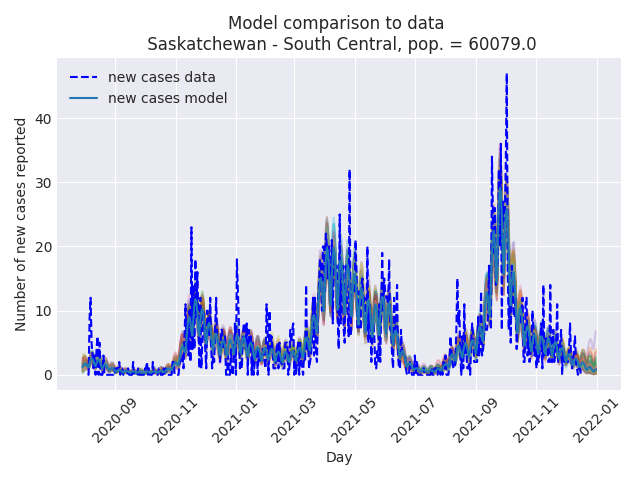 Model comparison to data
Saskatchewan - South Central, pop. = 60079.0
new cases data
new cases model
Number of new cases reported
40
30
20
10
0
2020-09
2020-11
2021-01
2021-03
2021-05
2021-07
2021-09
2021-11
2022-01
Day